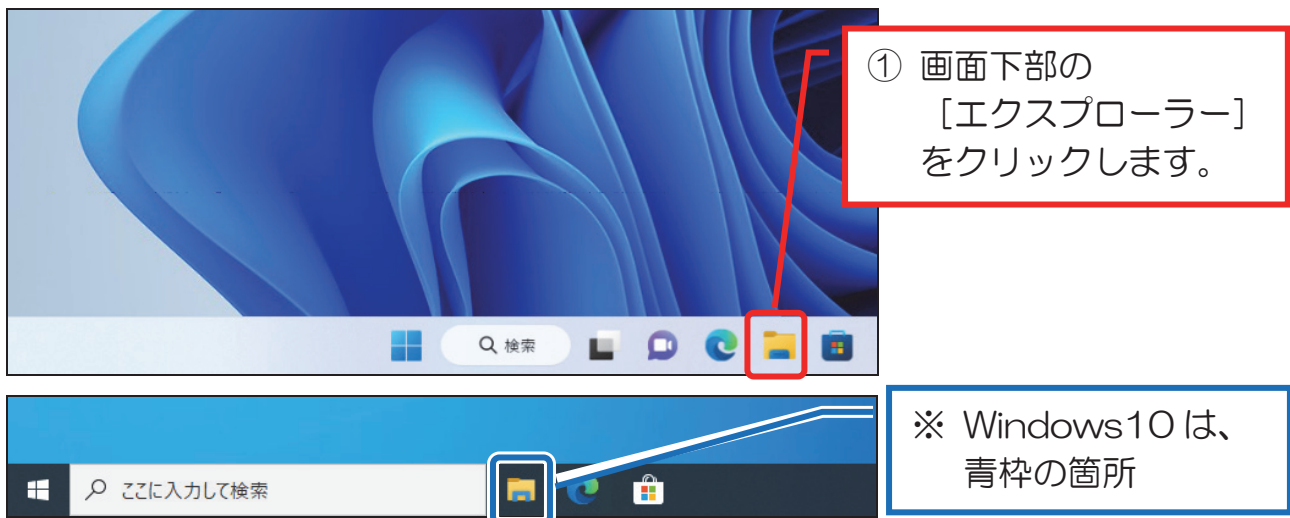 ① 画面下部の
［エクスプローラー］
をクリックします。
検索
※ Windows10 は、
青枠の箇所
ここに入力して検索